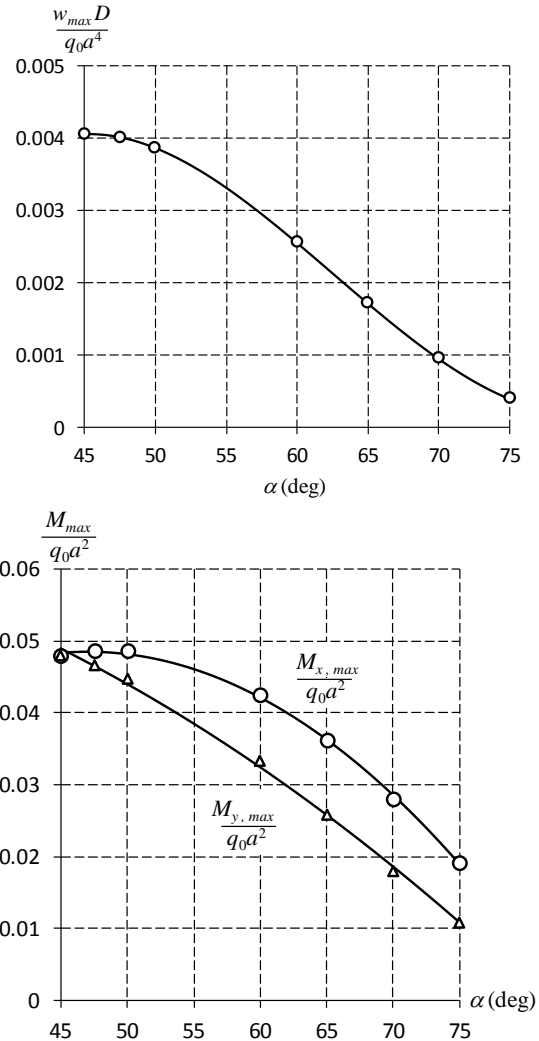 w_max D
q_0 a^4
0.005
0.004
0.003
0.002
0.001
0
45 50 55 60 65 70 75
α (deg)
M_max
q_0 a^2
0.06
0.05
M_x, max
q_0 a^2
0.04
0.03
M_y, max
q_0 a^2
0.02
0.01
0
α (deg)
45 50 55 60 65 70 75